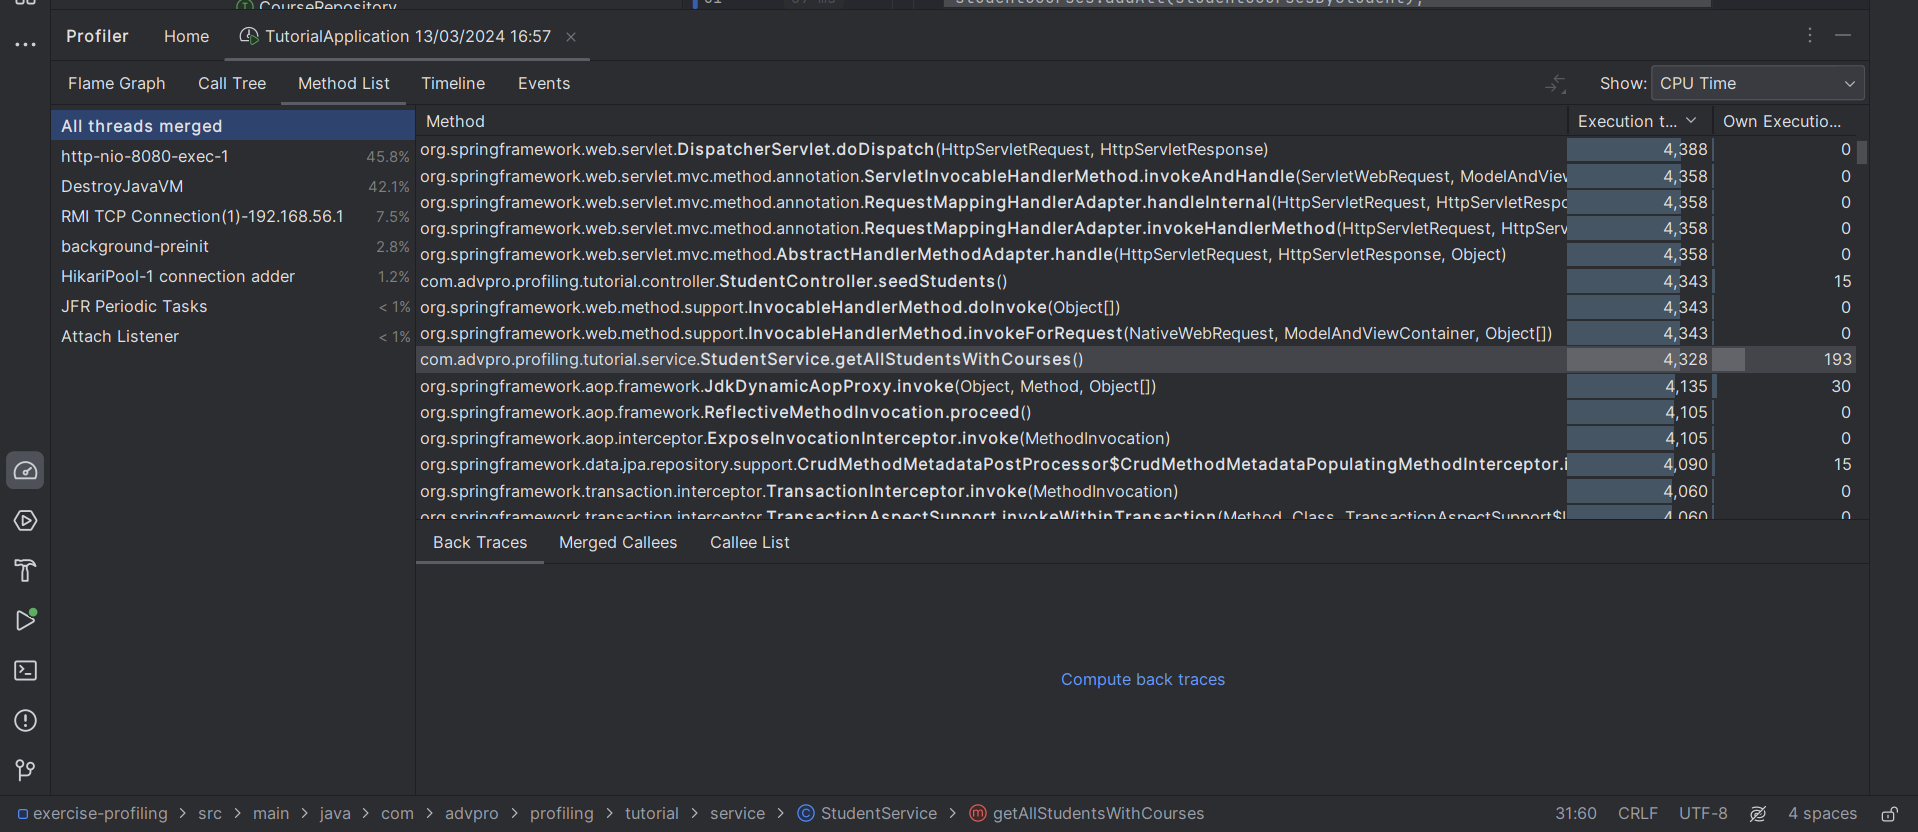 CourseRepository
Profiler Home TutorialApplication 13/03/2024 16:57
Flame Graph Call Tree Method List Timeline Events Show: CPU Time
All threads merged
http-nio-8080-exec-1 45.8%
DestroyJavaVM 42.1%
RMI TCP Connection(1)-192.168.56.1 7.5%
background-preinit 2.8%
HikariPool-1 connection adder 1.2%
JFR Periodic Tasks < 1%
Attach Listener < 1%
Method Execution t... Own Executio...
org.springframework.web.servlet.DispatcherServlet.doDispatch(HttpServletRequest, HttpServletResponse) 4,388 0
org.springframework.web.servlet.mvc.method.annotation.ServletInvocableHandlerMethod.invokeAndHandle(ServletWebRequest, ModelAndView 4,358 0
org.springframework.web.servlet.mvc.method.annotation.RequestMappingHandlerAdapter.handleInternal(HttpServletRequest, HttpServletRespo 4,358 0
org.springframework.web.servlet.mvc.method.annotation.RequestMappingHandlerAdapter.invokeHandlerMethod(HttpServletRequest, HttpServ 4,358 0
org.springframework.web.servlet.mvc.method.AbstractHandlerMethodAdapter.handle(HttpServletRequest, HttpServletResponse, Object) 4,358 0
com.advpro.profiling.tutorial.controller.StudentController.seedStudents() 4,343 15
org.springframework.web.method.support.InvocableHandlerMethod.doInvoke(Object[]) 4,343 0
org.springframework.web.method.support.InvocableHandlerMethod.invokeForRequest(NativeWebRequest, ModelAndViewContainer, Object[]) 4,343 0
com.advpro.profiling.tutorial.service.StudentService.getAllStudentsWithCourses() 4,328 193
org.springframework.aop.framework.JdkDynamicAopProxy.invoke(Object, Method, Object[]) 4,135 30
org.springframework.aop.framework.ReflectiveMethodInvocation.proceed() 4,105 0
org.springframework.aop.interceptor.ExposeInvocationInterceptor.invoke(MethodInvocation) 4,105 0
org.springframework.data.jpa.repository.support.CrudMethodMetadataPostProcessor$CrudMethodMetadataPopulatingMethodInterceptor.i 4,090 15
org.springframework.transaction.interceptor.TransactionInterceptor.invoke(MethodInvocation) 4,060 0
org.springframework.transaction.interceptor.TransactionAspectSupport.invokeWithinTransaction(Method, Class, TransactionAspectSupport$I 4,060 0
Back Traces Merged Callees Callee List
Compute back traces
exercise-profiling > src > main > java > com > advpro > profiling > tutorial > service > StudentService > getAllStudentsWithCourses 31:60 CRLF UTF-8 4 spaces